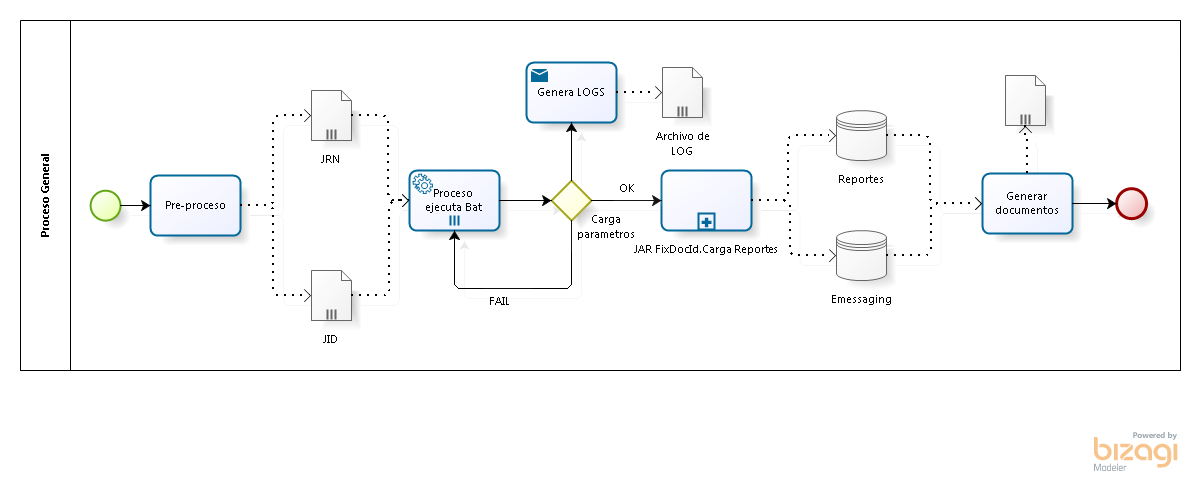 Proceso General
Pre-proceso
JRN
JID
Proceso
ejecuta Bat
Genera LOGS
Archivo de
LOG
OK
Carga
parametros
FAIL
JAR FixDocId.Carga Reportes
Reportes
Emessaging
Generar
documentos
Powered by
bizagi
Modeler